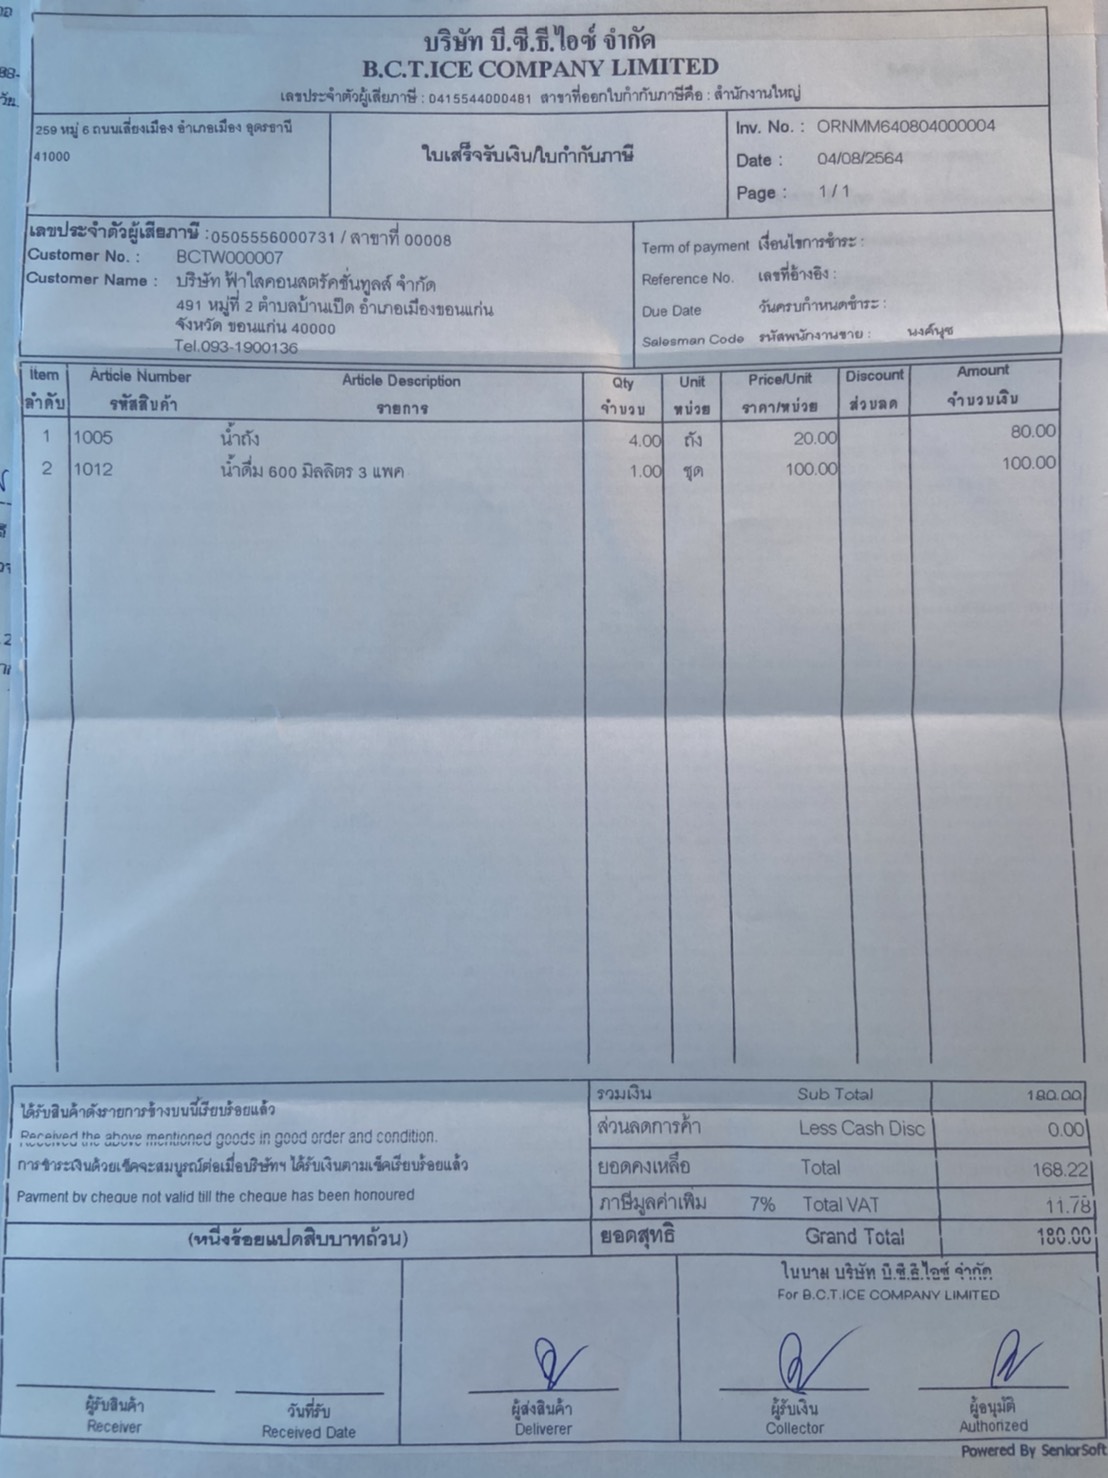 บริษัท บี.ซี.ธี.ไอซ์ จำกัด
B.C.T.ICE COMPANY LIMITED
เลขประจำตัวผู้เสียภาษี : 0415544000481 สาขาที่ออกใบกำกับภาษีคือ : สำนักงานใหญ่
259 หมู่ 6 ถนนเลี่ยงเมือง อำเภอเมือง อุดรธานี
41000
ใบเสร็จรับเงิน/ใบกำกับภาษี
Inv. No. : ORNMM640804000004
Date : 04/08/2564
Page : 1 / 1
เลขประจำตัวผู้เสียภาษี : 0505556000731 / สาขาที่ 00008
Customer No. : BCTW000007
Customer Name : บริษัท ฟ้าใสคอนสตรัคชั่นทูลส์ จำกัด
491 หมู่ที่ 2 ตำบลบ้านเป็ด อำเภอเมืองขอนแก่น
จังหวัด ขอนแก่น 40000
Tel.093-1900136
Term of payment เงื่อนไขการชำระ :
Reference No. เลขที่อ้างอิง :
Due Date วันครบกำหนดชำระ :
Salesman Code รหัสพนักงานขาย : นงค์นุช
Item Article Number Article Description Qty Unit Price/Unit Discount Amount
ลำดับ รหัสสินค้า รายการ จำนวน หน่วย ราคา/หน่วย ส่วนลด จำนวนเงิน
1 1005 น้ำถัง 4.00 ถัง 20.00 80.00
2 1012 น้ำดื่ม 600 มิลลิตร 3 แพค 1.00 ชุด 100.00 100.00
ได้รับสินค้าดังรายการข้างบนนี้เรียบร้อยแล้ว
Received the above mentioned goods in good order and condition.
การชำระเงินด้วยเช็คจะสมบูรณ์ต่อเมื่อบริษัทฯ ได้รับเงินตามเช็คเรียบร้อยแล้ว
Payment by cheque not valid till the cheque has been honoured
(หนึ่งร้อยแปดสิบบาทถ้วน)
รวมเงิน Sub Total 180.00
ส่วนลดการค้า Less Cash Disc 0.00
ยอดคงเหลือ Total 168.22
ภาษีมูลค่าเพิ่ม 7% Total VAT 11.78
ยอดสุทธิ Grand Total 180.00
ในนาม บริษัท บี.ซี.ธี.ไอซ์ จำกัด
For B.C.T.ICE COMPANY LIMITED
ผู้รับสินค้า วันที่รับ ผู้ส่งสินค้า ผู้รับเงิน ผู้อนุมัติ
Receiver Received Date Deliverer Collector Authorized
Powered By SeniorSoft